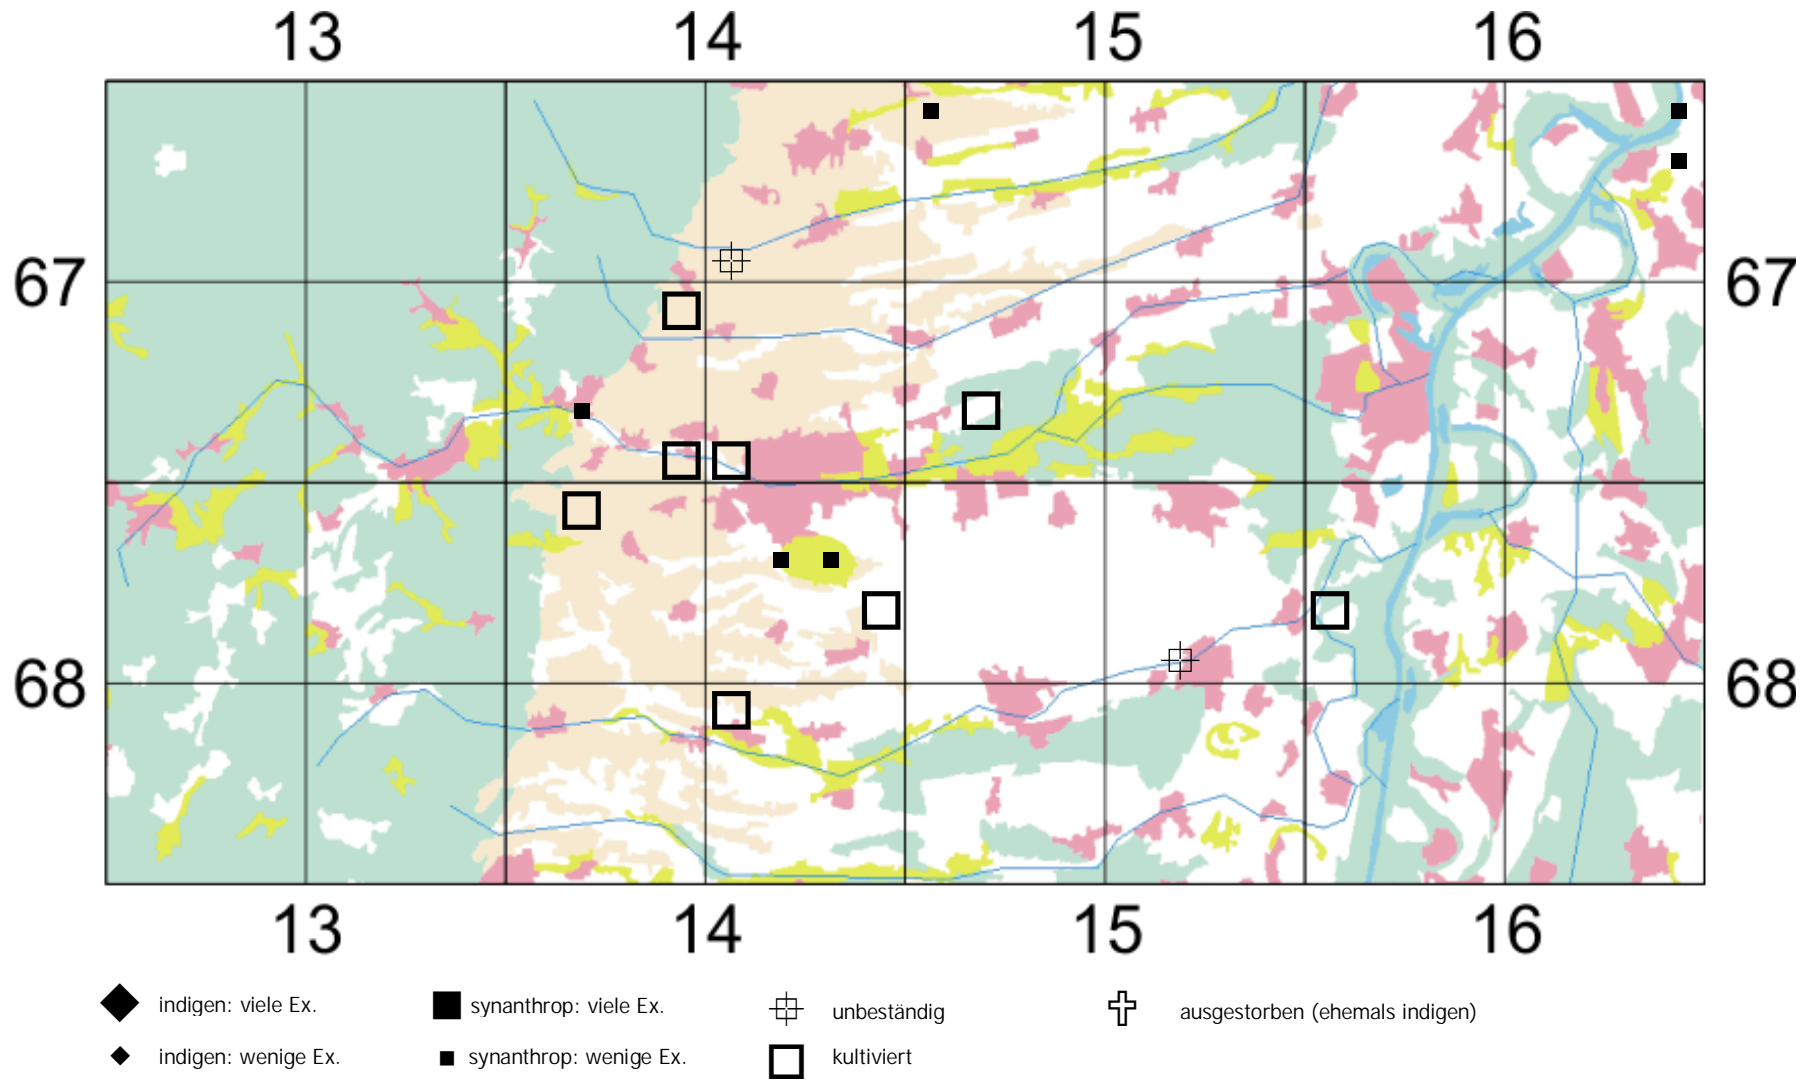 13 14 15 16
67 67
68 68
13 14 15 16
indigen: viele Ex. synanthrop: viele Ex. unbeständig ausgestorben (ehemals indigen)
indigen: wenige Ex. synanthrop: wenige Ex. kultiviert